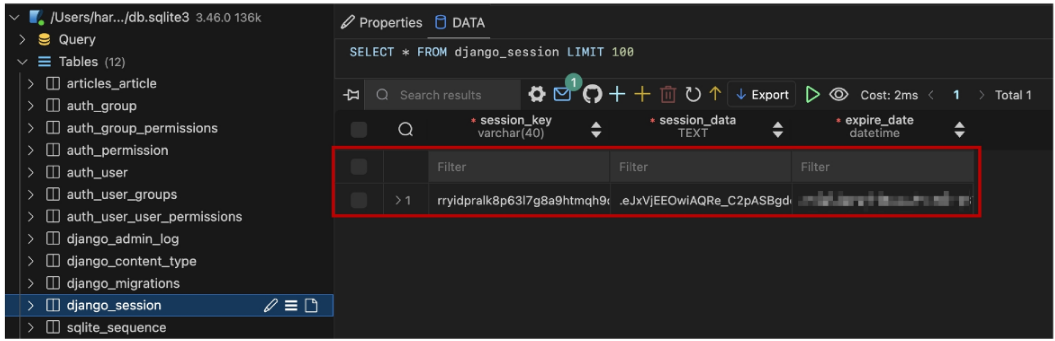 /Users/har.../db.sqlite3 3.46.0 136k
Query
Tables (12)
articles_article
auth_group
auth_group_permissions
auth_permission
auth_user
auth_user_groups
auth_user_user_permissions
django_admin_log
django_content_type
django_migrations
django_session
sqlite_sequence
Properties DATA
SELECT * FROM django_session LIMIT 100
Search results 1 Export Cost: 2ms 1 Total 1
* session_key * session_data * expire_date
varchar(40) TEXT datetime
Filter Filter Filter
1 .eJxVjEEOwiAQRe_C2pASBgd